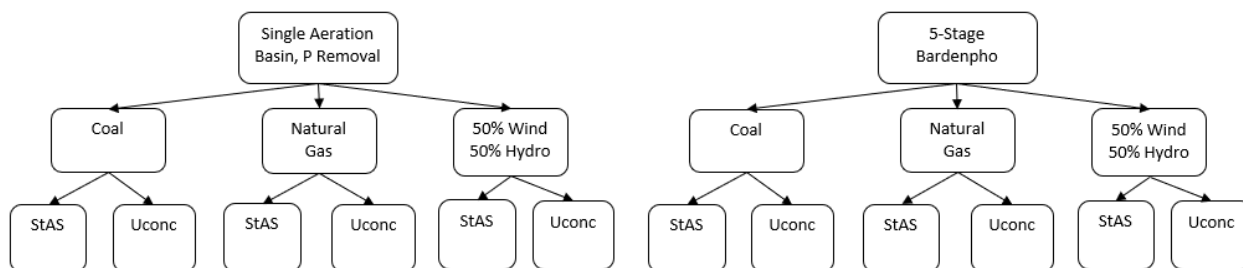 Single Aeration
Basin, P Removal
5-Stage
Bardenpho
Coal
Natural
Gas
50% Wind
50% Hydro
Coal
Natural
Gas
50% Wind
50% Hydro
StAS
Uconc
StAS
Uconc
StAS
Uconc
StAS
Uconc
StAS
Uconc
StAS
Uconc